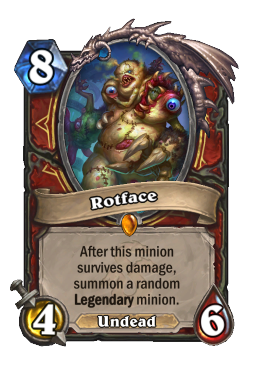 8
Rotface
After this minion
survives damage,
summon a random
Legendary minion.
4
Undead
6